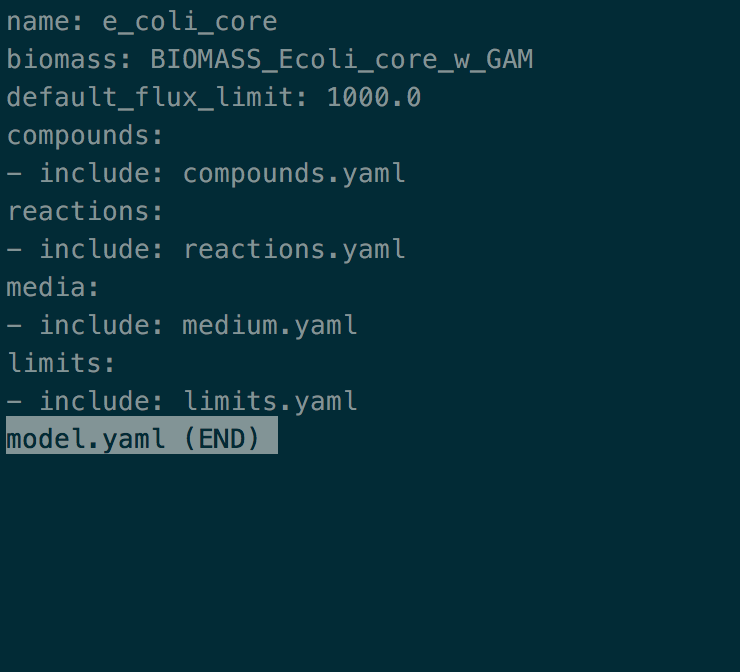 name: e_coli_core
biomass: BIOMASS_Ecoli_core_w_GAM
default_flux_limit: 1000.0
compounds:
- include: compounds.yaml
reactions:
- include: reactions.yaml
media:
- include: medium.yaml
limits:
- include: limits.yaml
model.yaml (END)